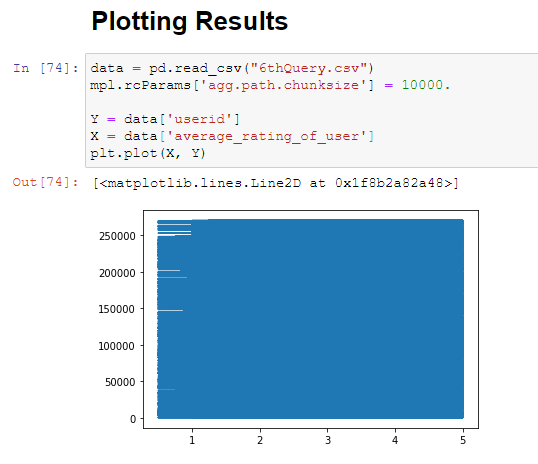 Plotting Results
In [74]: data = pd.read_csv("6thQuery.csv")
mpl.rcParams['agg.path.chunksize'] = 10000.
Y = data['userid']
X = data['average_rating_of_user']
plt.plot(X, Y)
Out[74]: [<matplotlib.lines.Line2D at 0x1f8b2a82a48>]
250000
200000
150000
100000
50000
0
1 2 3 4 5